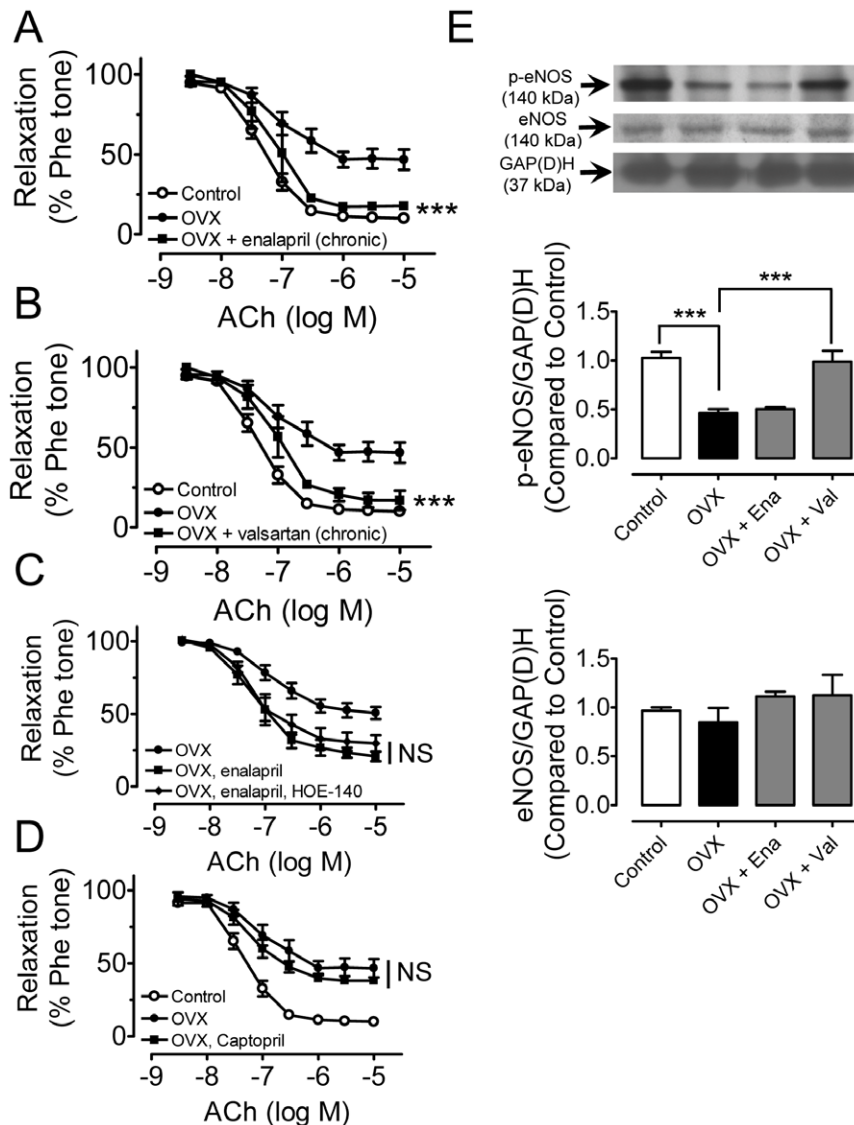 A
Relaxation
(% Phe tone)
100
50
0
Control
OVX
OVX + enalapril (chronic)
***
-9 -8 -7 -6 -5
ACh (log M)
B
Relaxation
(% Phe tone)
100
50
0
Control
OVX
OVX + valsartan (chronic)
***
-9 -8 -7 -6 -5
ACh (log M)
C
Relaxation
(% Phe tone)
100
50
0
OVX
OVX, enalapril
OVX, enalapril, HOE-140
NS
-9 -8 -7 -6 -5
ACh (log M)
D
Relaxation
(% Phe tone)
100
50
0
Control
OVX
OVX, Captopril
NS
-9 -8 -7 -6 -5
ACh (log M)
E
p-eNOS
(140 kDa)
eNOS
(140 kDa)
GAP(D)H
(37 kDa)
p-eNOS/GAP(D)H
(Compared to Control)
1.5
1.0
0.5
0.0
*** ***
Control OVX OVX + Ena OVX + Val
eNOS/GAP(D)H
(Compared to Control)
1.5
1.0
0.5
0.0
Control OVX OVX + Ena OVX + Val